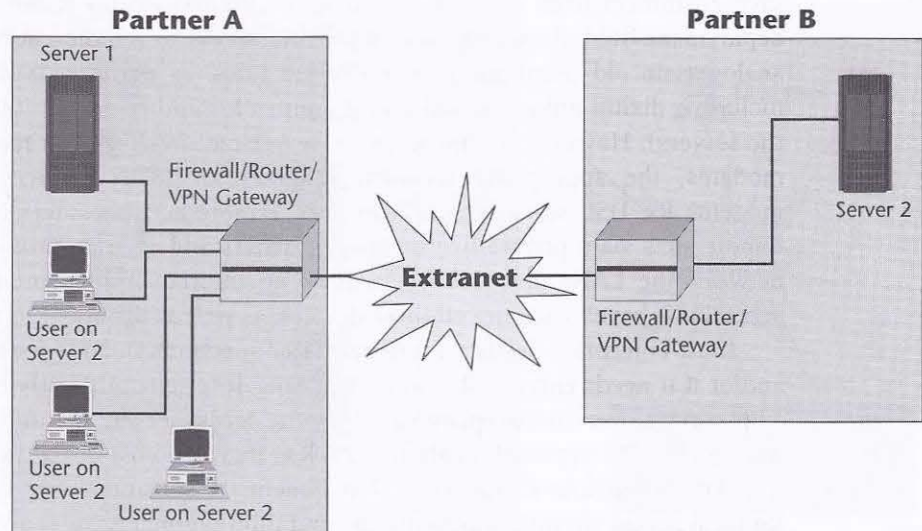 Partner A
Partner B
Server 1
Firewall/Router/
VPN Gateway
Extranet
Server 2
Firewall/Router/
VPN Gateway
User on
Server 2
User on
Server 2
User on Server 2